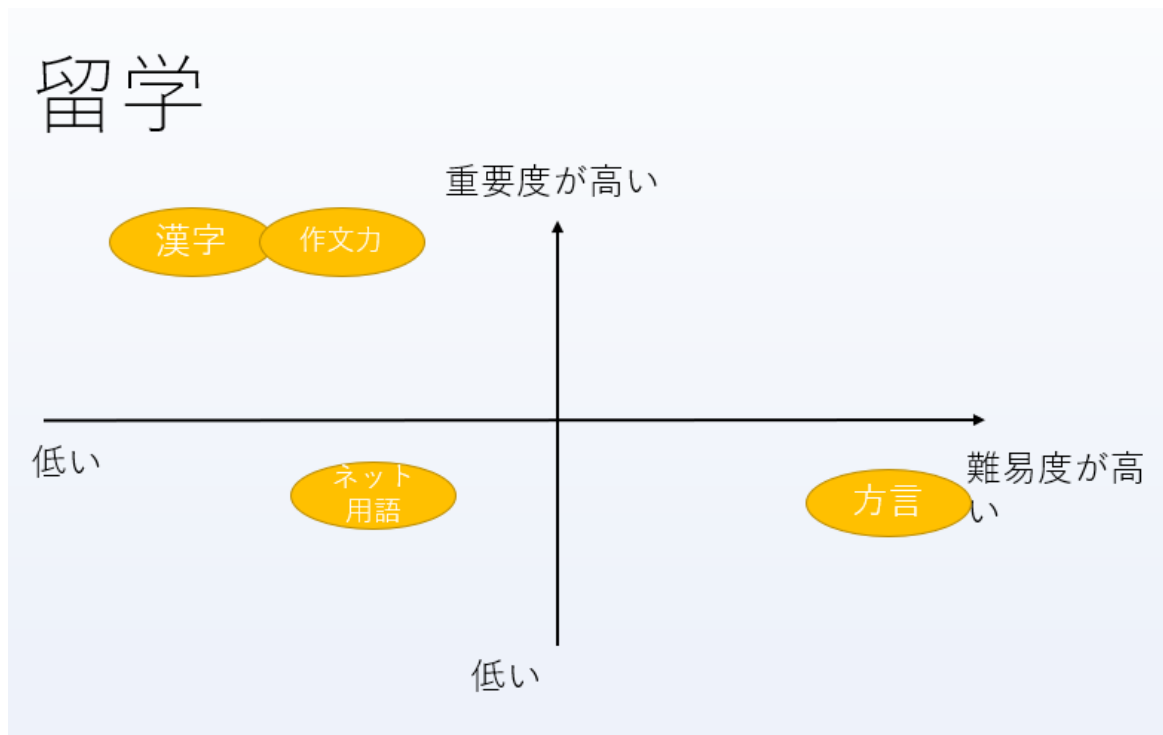 留学
重要度が高い
漢字
作文力
低い
難易度が高
い
ネット
用語
方言
低い